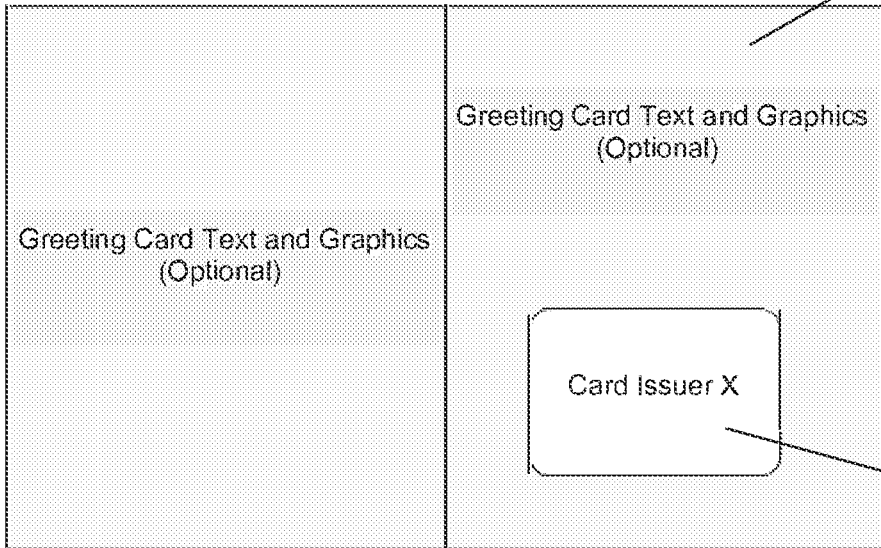 Greeting Card Text and Graphics
(Optional)
Greeting Card Text and Graphics
(Optional)
Card Issuer X